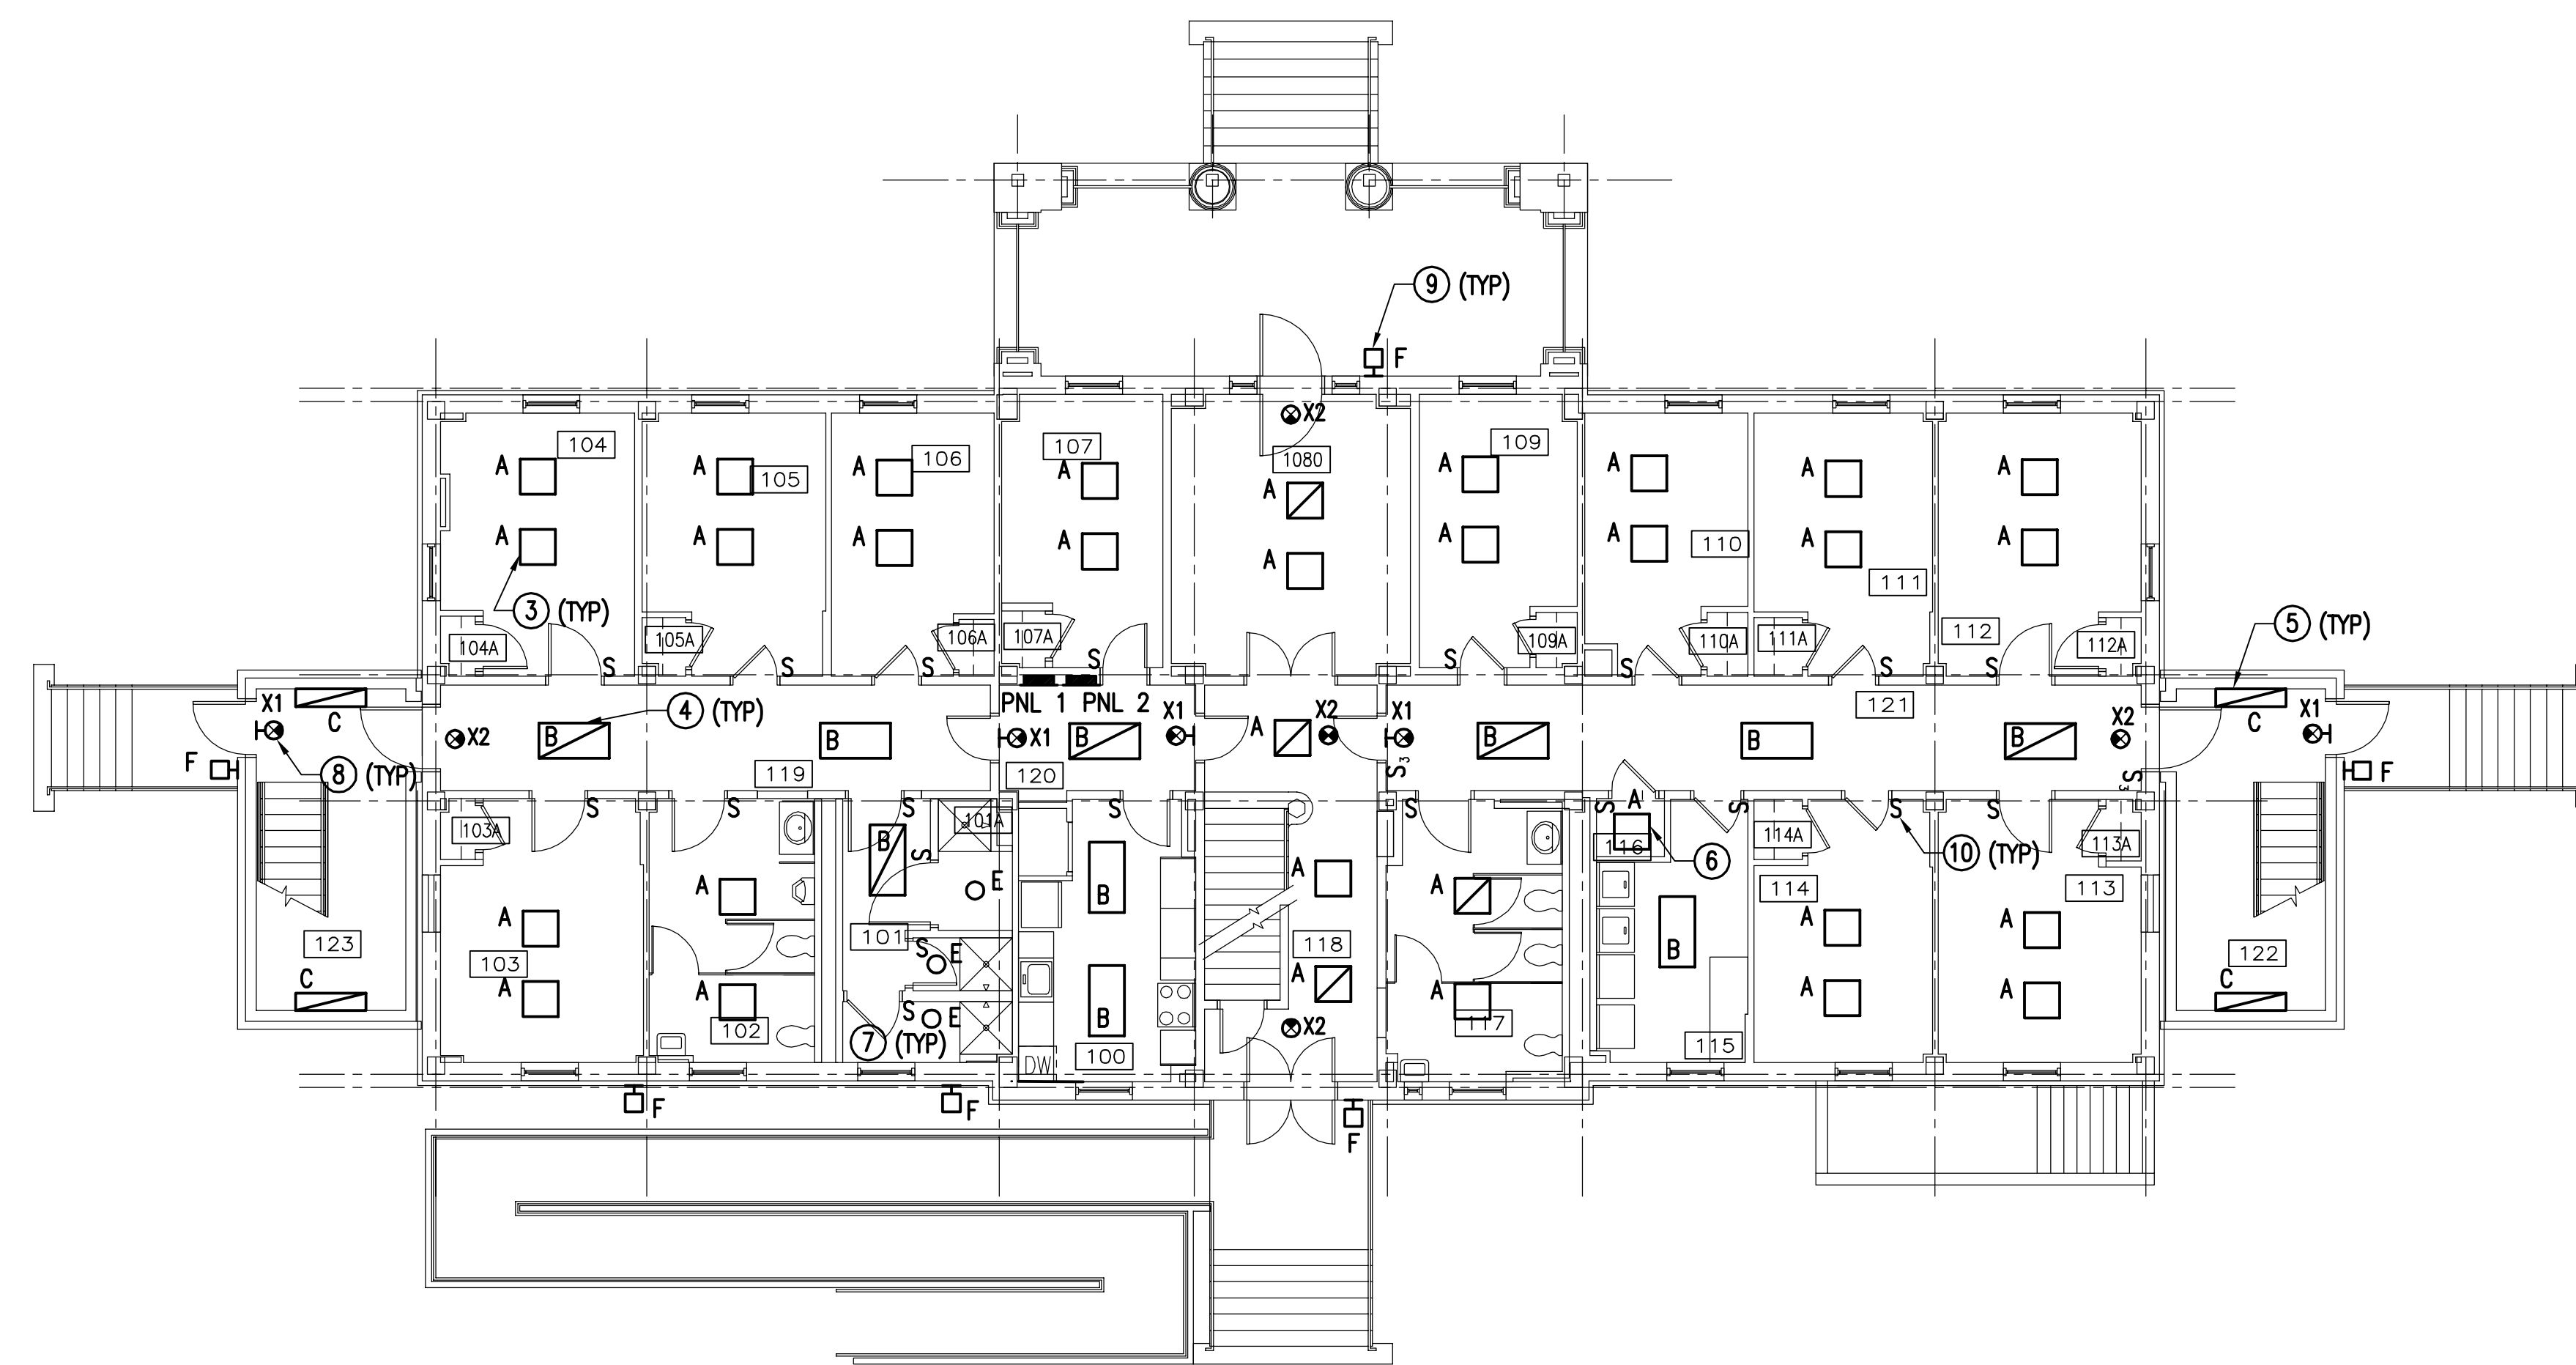 9 (TYP)
F
X2
104
105
106
107
1080
109
110
111
112
A A A A A A A A A
A A A A A A A A A
3 (TYP)
5 (TYP)
104A
105A
106A
107A
109A
110A
111A
112A
S S S S S S S S
X1
C
4 (TYP)
PNL 1 PNL 2
X1
X2
X1
121
X2
C
X1
X2
B
B
X1
B
A
B
B
B
F
8 (TYP)
119
120
S3
S3
F
103A
S
S
S
101A
S
S
S
A
S
S
S
114A
113A
B
S
116
6
10 (TYP)
E
A
B
A
A
114
113
A
A
123
103
101
S
E
118
B
A
A
122
C
A
A
102
S
E
7 (TYP)
B
100
DW
A
X2
A
117
115
A
A
C
F
F
F